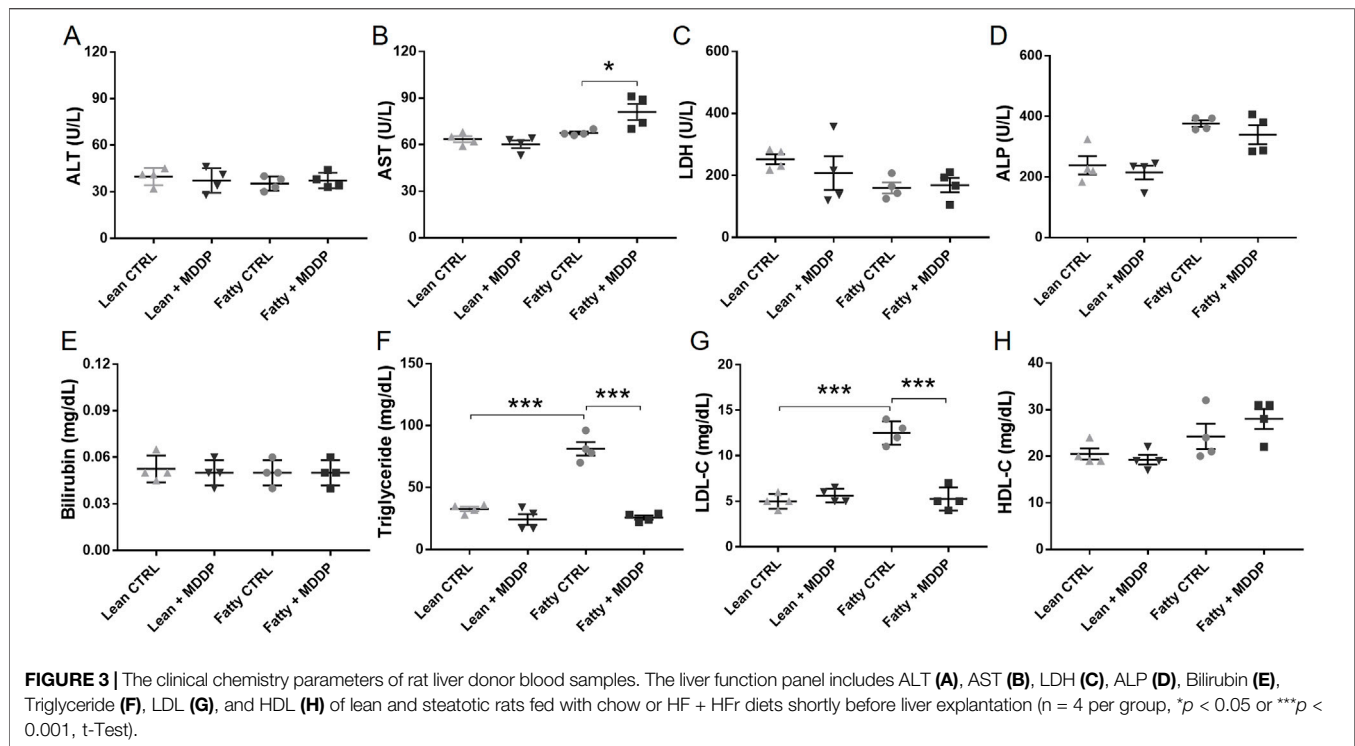 A
120
90
60
30
0
ALT (U/L)
Lean CTRL
Lean + MDDP
Fatty CTRL
Fatty + MDDP
B
120
90
60
30
0
AST (U/L)
*
Lean CTRL
Lean + MDDP
Fatty CTRL
Fatty + MDDP
C
600
400
200
0
LDH (U/L)
Lean CTRL
Lean + MDDP
Fatty CTRL
Fatty + MDDP
D
600
400
200
0
ALP (U/L)
Lean CTRL
Lean + MDDP
Fatty CTRL
Fatty + MDDP
E
0.12
0.09
0.06
0.03
0.00
Bilirubin (mg/dL)
Lean CTRL
Lean + MDDP
Fatty CTRL
Fatty + MDDP
F
150
100
50
0
Triglyceride (mg/dL)
***
***
Lean CTRL
Lean + MDDP
Fatty CTRL
Fatty + MDDP
G
20
15
10
5
0
LDL-C (mg/dL)
***
***
Lean CTRL
Lean + MDDP
Fatty CTRL
Fatty + MDDP
H
40
30
20
10
0
HDL-C (mg/dL)
Lean CTRL
Lean + MDDP
Fatty CTRL
Fatty + MDDP
FIGURE 3 | The clinical chemistry parameters of rat liver donor blood samples. The liver function panel includes ALT (A), AST (B), LDH (C), ALP (D), Bilirubin (E),
Triglyceride (F), LDL (G), and HDL (H) of lean and steatotic rats fed with chow or HF + HFr diets shortly before liver explantation (n = 4 per group, *p < 0.05 or ***p <
0.001, t-Test).